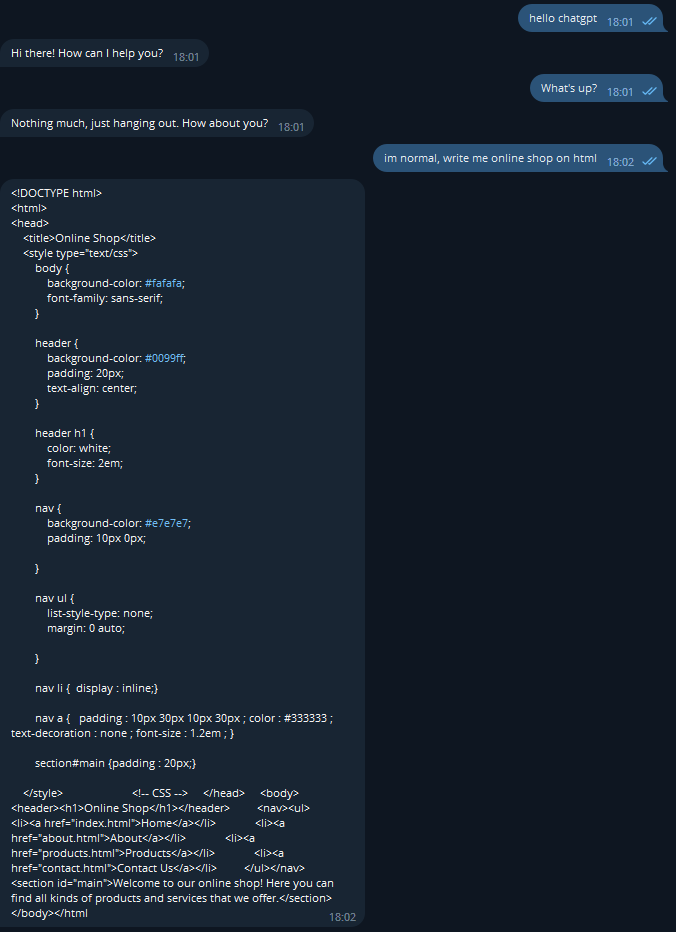 hello chatgpt 18:01
Hi there! How can I help you? 18:01
What's up? 18:01
Nothing much, just hanging out. How about you? 18:01
im normal, write me online shop on html 18:02
<!DOCTYPE html>
<html>
<head>
    <title>Online Shop</title>
    <style type="text/css">
        body {
            background-color: #fafafa;
            font-family: sans-serif;
        }

        header {
            background-color: #0099ff;
            padding: 20px;
            text-align: center;
        }

        header h1 {
            color: white;
            font-size: 2em;
        }

        nav {
            background-color: #e7e7e7;
            padding: 10px 0px;

        }

        nav ul {
            list-style-type: none;
            margin: 0 auto;

        }

        nav li {  display : inline;}

        nav a {   padding : 10px 30px 10px 30px ; color : #333333 ;
text-decoration : none ; font-size : 1.2em ; }

        section#main {padding : 20px;}

    </style>                       <!-- CSS -->     </head>     <body>
<header><h1>Online Shop</h1></header>         <nav><ul>
<li><a href="index.html">Home</a></li>             <li><a
href="about.html">About</a></li>             <li><a
href="products.html">Products</a></li>             <li><a
href="contact.html">Contact Us</a></li>         </ul></nav>
<section id="main">Welcome to our online shop! Here you can
find all kinds of products and services that we offer.</section>
</body></html
18:02